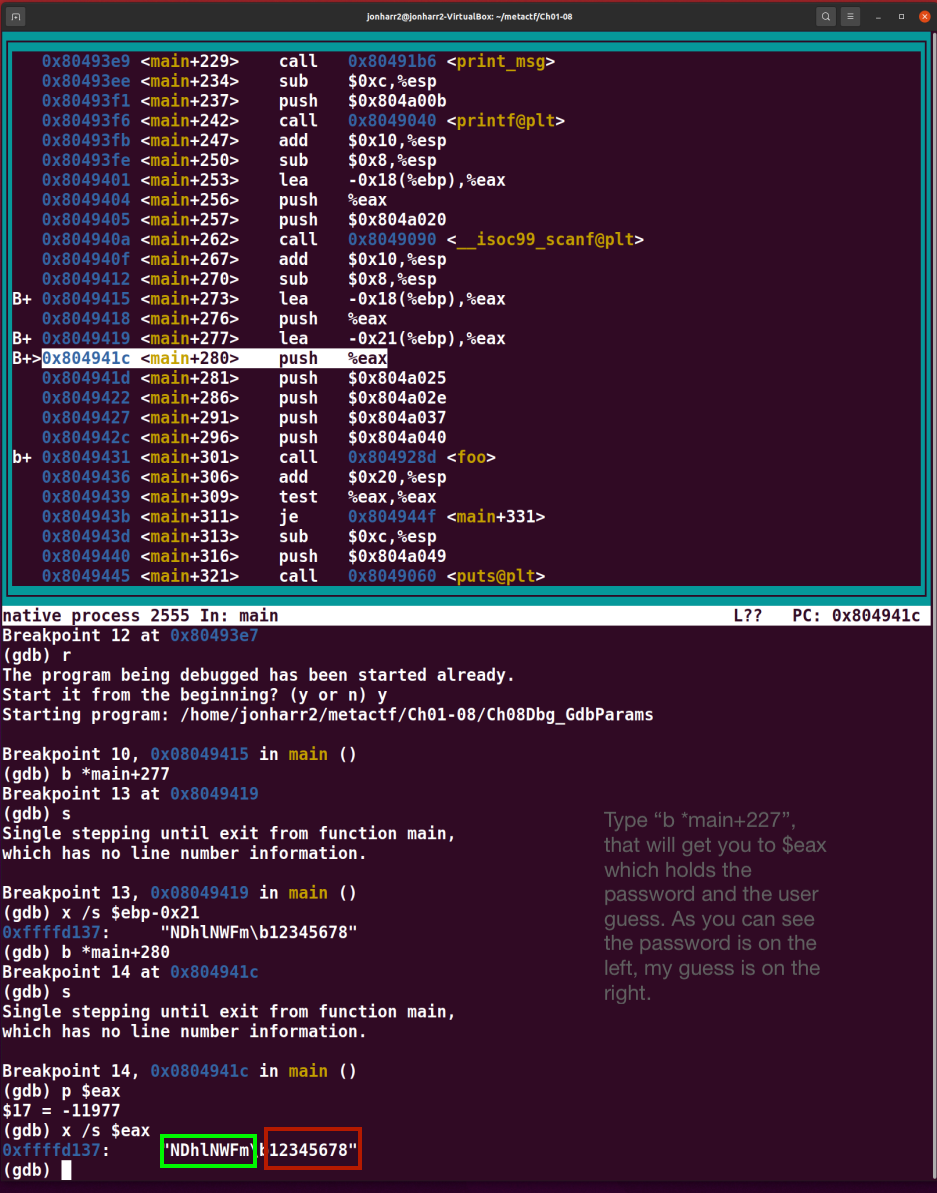 jonharr2@jonharr2-VirtualBox: ~/metactf/Ch01-08
0x80493e9 <main+229> call 0x80491b6 <print_msg>
0x80493ee <main+234> sub $0xc,%esp
0x80493f1 <main+237> push $0x804a00b
0x80493f6 <main+242> call 0x8049040 <printf@plt>
0x80493fb <main+247> add $0x10,%esp
0x80493fe <main+250> sub $0x8,%esp
0x8049401 <main+253> lea -0x18(%ebp),%eax
0x8049404 <main+256> push %eax
0x8049405 <main+257> push $0x804a020
0x804940a <main+262> call 0x8049090 <__isoc99_scanf@plt>
0x804940f <main+267> add $0x10,%esp
0x8049412 <main+270> sub $0x8,%esp
B+ 0x8049415 <main+273> lea -0x18(%ebp),%eax
0x8049418 <main+276> push %eax
B+ 0x8049419 <main+277> lea -0x21(%ebp),%eax
B+>0x804941c <main+280> push %eax
0x804941d <main+281> push $0x804a025
0x8049422 <main+286> push $0x804a02e
0x8049427 <main+291> push $0x804a037
0x804942c <main+296> push $0x804a040
b+ 0x8049431 <main+301> call 0x804928d <foo>
0x8049436 <main+306> add $0x20,%esp
0x8049439 <main+309> test %eax,%eax
0x804943b <main+311> je 0x804944f <main+331>
0x804943d <main+313> sub $0xc,%esp
0x8049440 <main+316> push $0x804a049
0x8049445 <main+321> call 0x8049060 <puts@plt>
native process 2555 In: main L?? PC: 0x804941c
Breakpoint 12 at 0x80493e7
(gdb) r
The program being debugged has been started already.
Start it from the beginning? (y or n) y
Starting program: /home/jonharr2/metactf/Ch01-08/Ch08Dbg_GdbParams
Breakpoint 10, 0x08049415 in main ()
(gdb) b *main+277
Breakpoint 13 at 0x8049419
(gdb) s
Single stepping until exit from function main,
which has no line number information.
Breakpoint 13, 0x08049419 in main ()
(gdb) x /s $ebp-0x21
0xffffd137: "NDhlNWFm\b12345678"
(gdb) b *main+280
Breakpoint 14 at 0x804941c
(gdb) s
Single stepping until exit from function main,
which has no line number information.
Breakpoint 14, 0x0804941c in main ()
(gdb) p $eax
$17 = -11977
(gdb) x /s $eax
0xffffd137: "NDhlNWFm\b12345678"
(gdb)
Type “b *main+227”,
that will get you to $eax
which holds the
password and the user
guess. As you can see
the password is on the
left, my guess is on the
right.